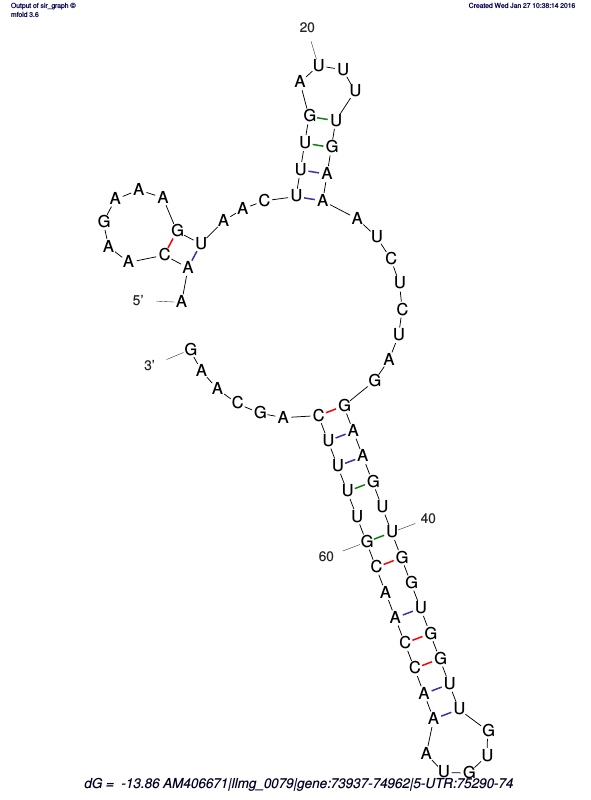 Output of sir_graph ©
mfold 3.6
Created Wed Jan 27 10:38:14 2016
5'
A A C A A G A A A G U A A C U U U G A U
20
U U U G A A A U C U C U A G G A A G U U
40
G G U G G U U G U G U A A A C C A A C G
60
U U U U C A G C A A G
3'
dG = -13.86 AM406671|llmg_0079|gene:73937-74962|5-UTR:75290-74